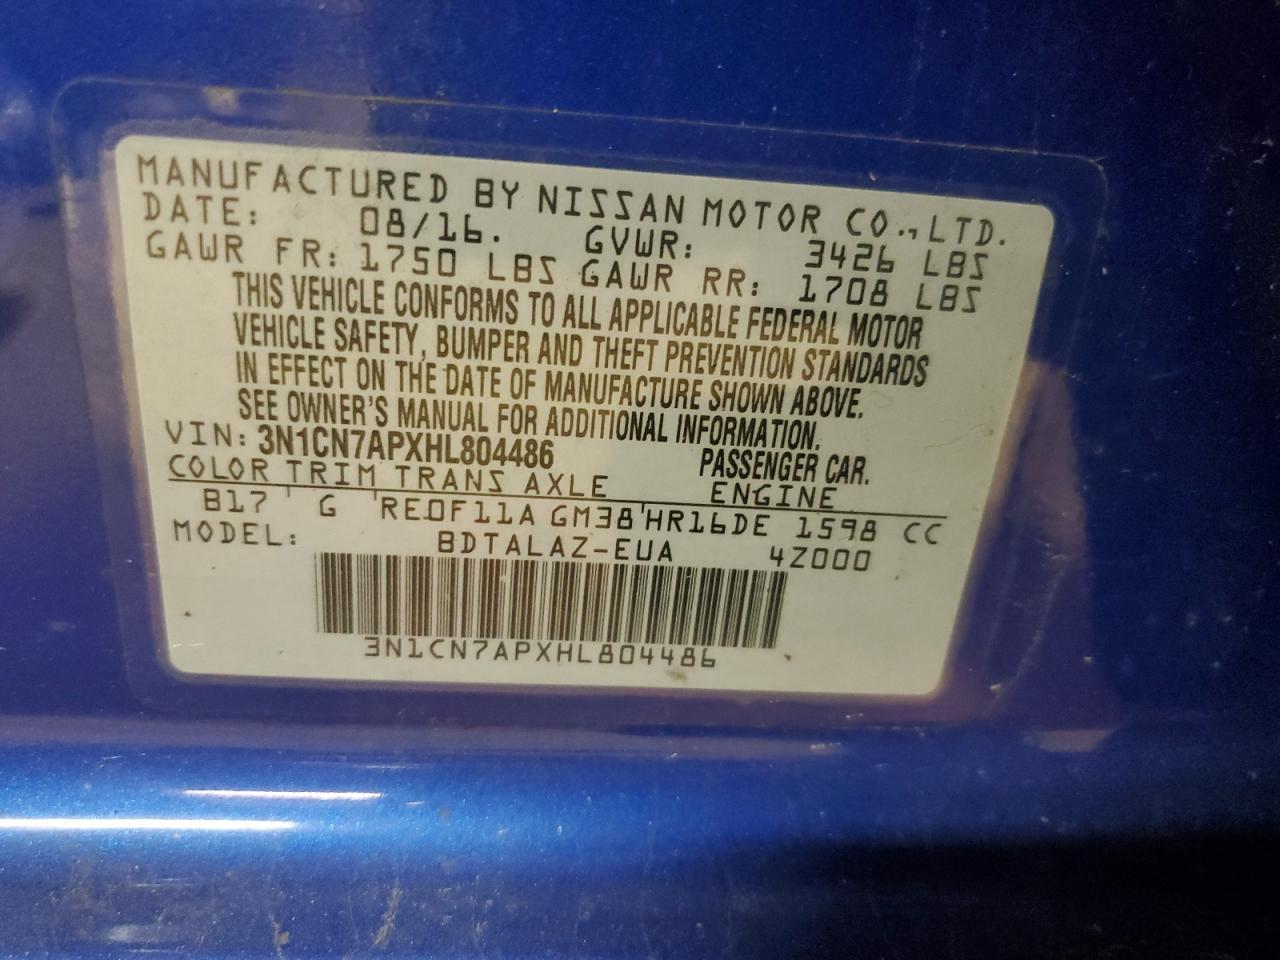 MANUFACTURED BY NISSAN MOTOR CO., LTD.
DATE: 08/16. GVWR: 3426 LBS
GAWR FR: 1750 LBS GAWR RR: 1708 LBS
THIS VEHICLE CONFORMS TO ALL APPLICABLE FEDERAL MOTOR
VEHICLE SAFETY, BUMPER AND THEFT PREVENTION STANDARDS
IN EFFECT ON THE DATE OF MANUFACTURE SHOWN ABOVE.
SEE OWNER'S MANUAL FOR ADDITIONAL INFORMATION.
VIN: 3N1CN7APXHL804486 PASSENGER CAR.
COLOR TRIM TRANS AXLE ENGINE
B17 G RE0F11A GM38 HR16DE 1598 CC
MODEL: BDTALAZ-EUA 4Z000
3N1CN7APXHL804486